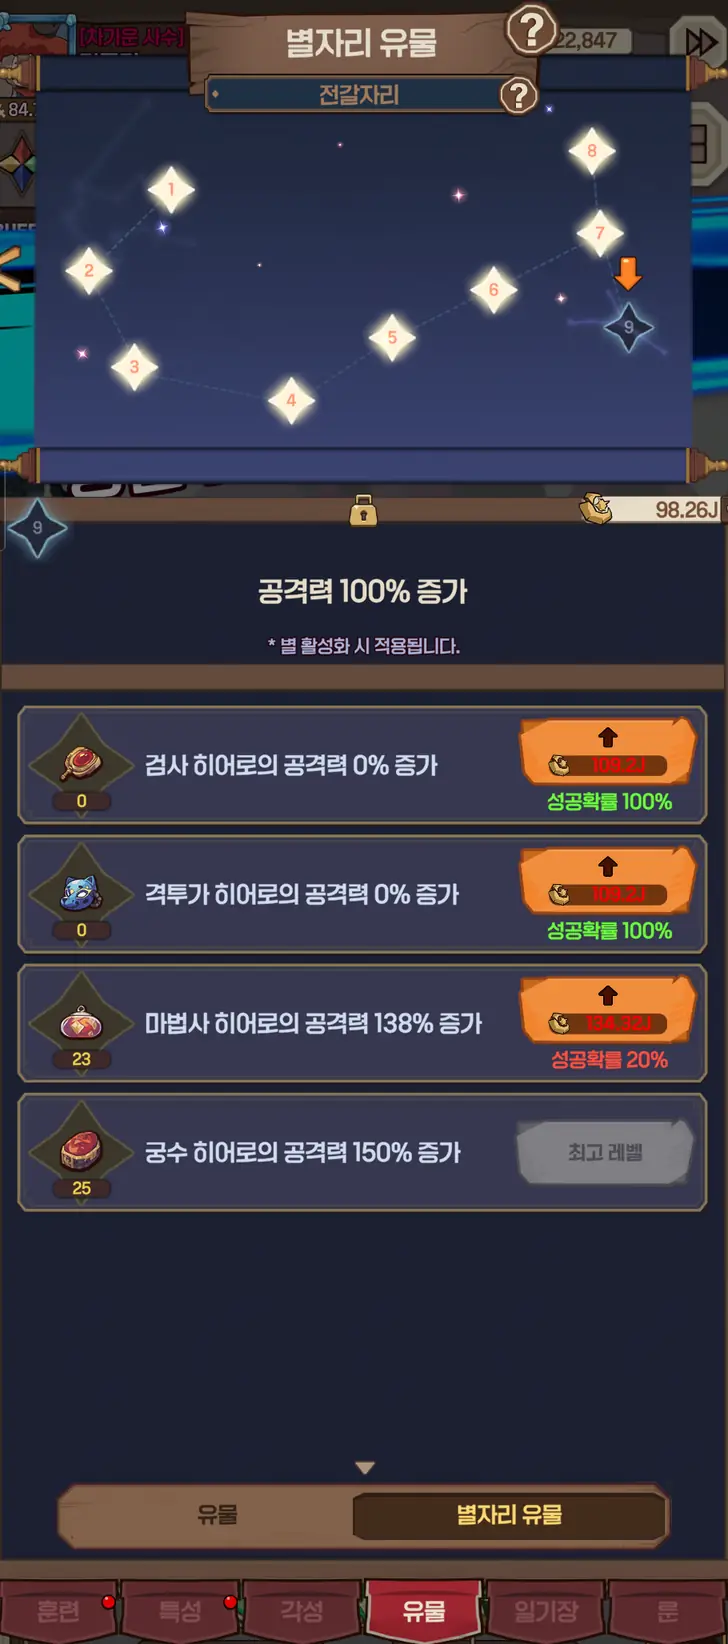 [차가운 사수]
별자리 유물
?
22,847
전갈자리
?
84.
1
2
3
4
5
6
7
8
9
9
98.26J
공격력 100% 증가
* 별 활성화 시 적용됩니다.
검사 히어로의 공격력 0% 증가
0
109.2J
성공확률 100%
격투가 히어로의 공격력 0% 증가
0
109.2J
성공확률 100%
마법사 히어로의 공격력 138% 증가
23
134.32J
성공확률 20%
궁수 히어로의 공격력 150% 증가
25
최고 레벨
유물
별자리 유물
훈련
특성
각성
유물
일기장
룬